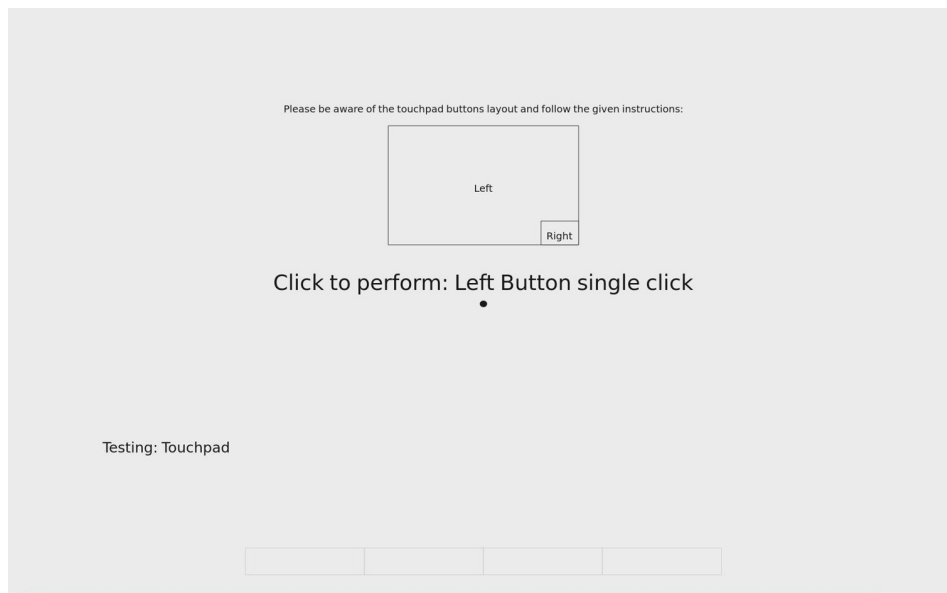 Please be aware of the touchpad buttons layout and follow the given instructions:
Left
Right
Click to perform: Left Button single click
Testing: Touchpad